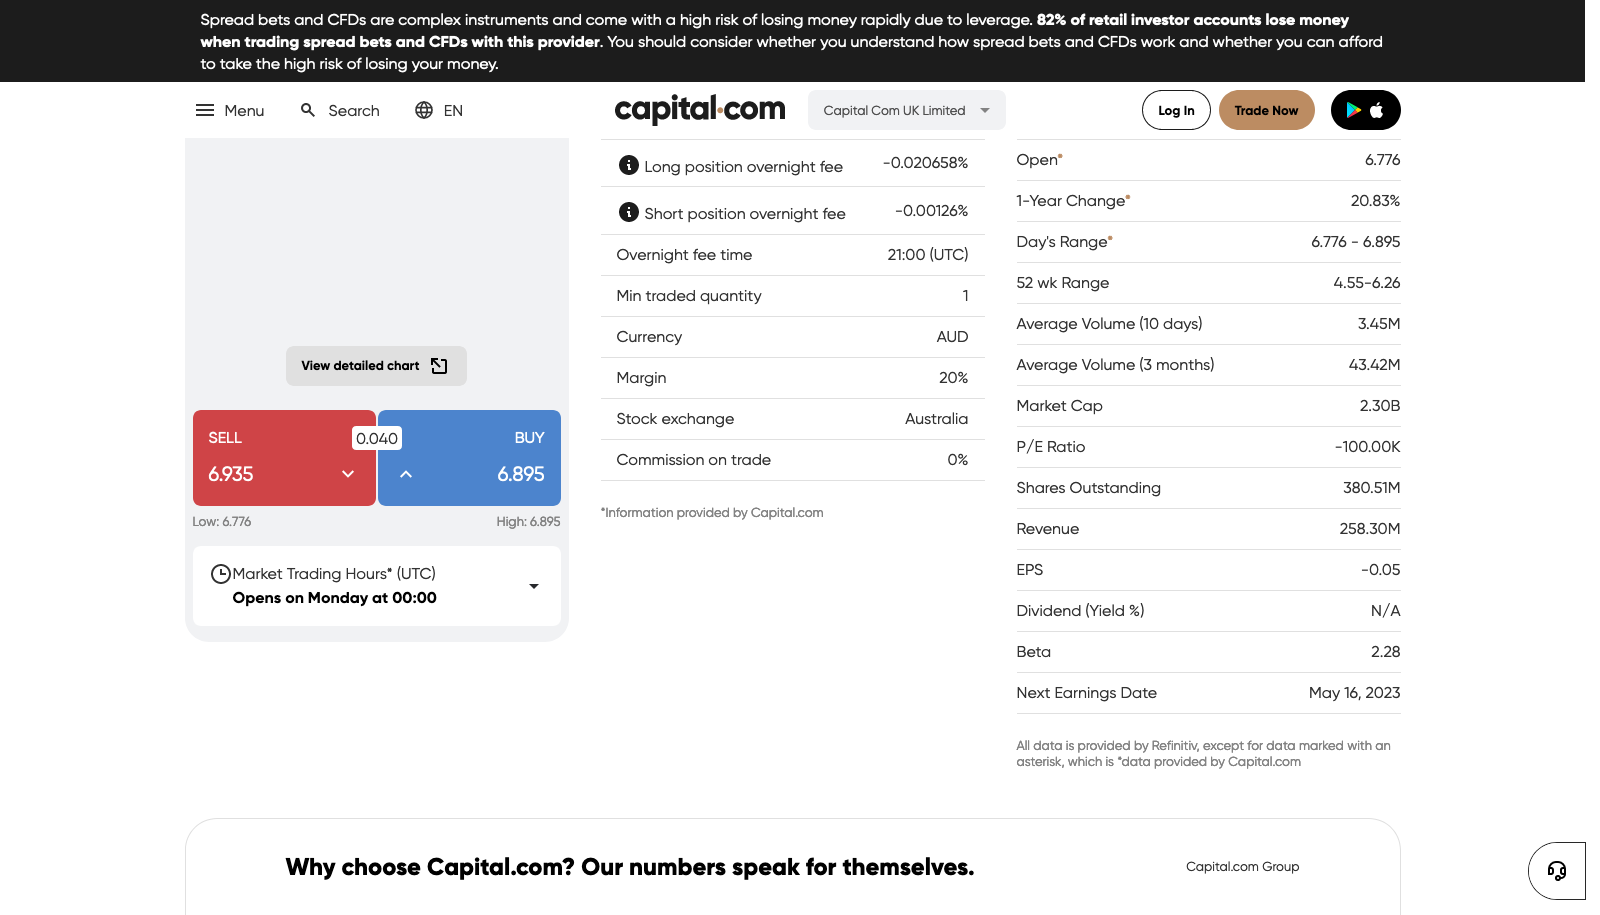 Spread bets and CFDs are complex instruments and come with a high risk of losing money rapidly due to leverage. 82% of retail investor accounts lose money
when trading spread bets and CFDs with this provider. You should consider whether you understand how spread bets and CFDs work and whether you can afford
to take the high risk of losing your money.
Menu Search EN capital.com Capital Com UK Limited Log In Trade Now
View detailed chart
SELL 0.040 BUY
6.935 6.895
Low: 6.776 High: 6.895
Market Trading Hours* (UTC)
Opens on Monday at 00:00
Long position overnight fee -0.020658%
Short position overnight fee -0.00126%
Overnight fee time 21:00 (UTC)
Min traded quantity 1
Currency AUD
Margin 20%
Stock exchange Australia
Commission on trade 0%
*Information provided by Capital.com
Open* 6.776
1-Year Change* 20.83%
Day's Range* 6.776 - 6.895
52 wk Range 4.55-6.26
Average Volume (10 days) 3.45M
Average Volume (3 months) 43.42M
Market Cap 2.30B
P/E Ratio -100.00K
Shares Outstanding 380.51M
Revenue 258.30M
EPS -0.05
Dividend (Yield %) N/A
Beta 2.28
Next Earnings Date May 16, 2023
All data is provided by Refinitiv, except for data marked with an
asterisk, which is *data provided by Capital.com
Why choose Capital.com? Our numbers speak for themselves.
Capital.com Group